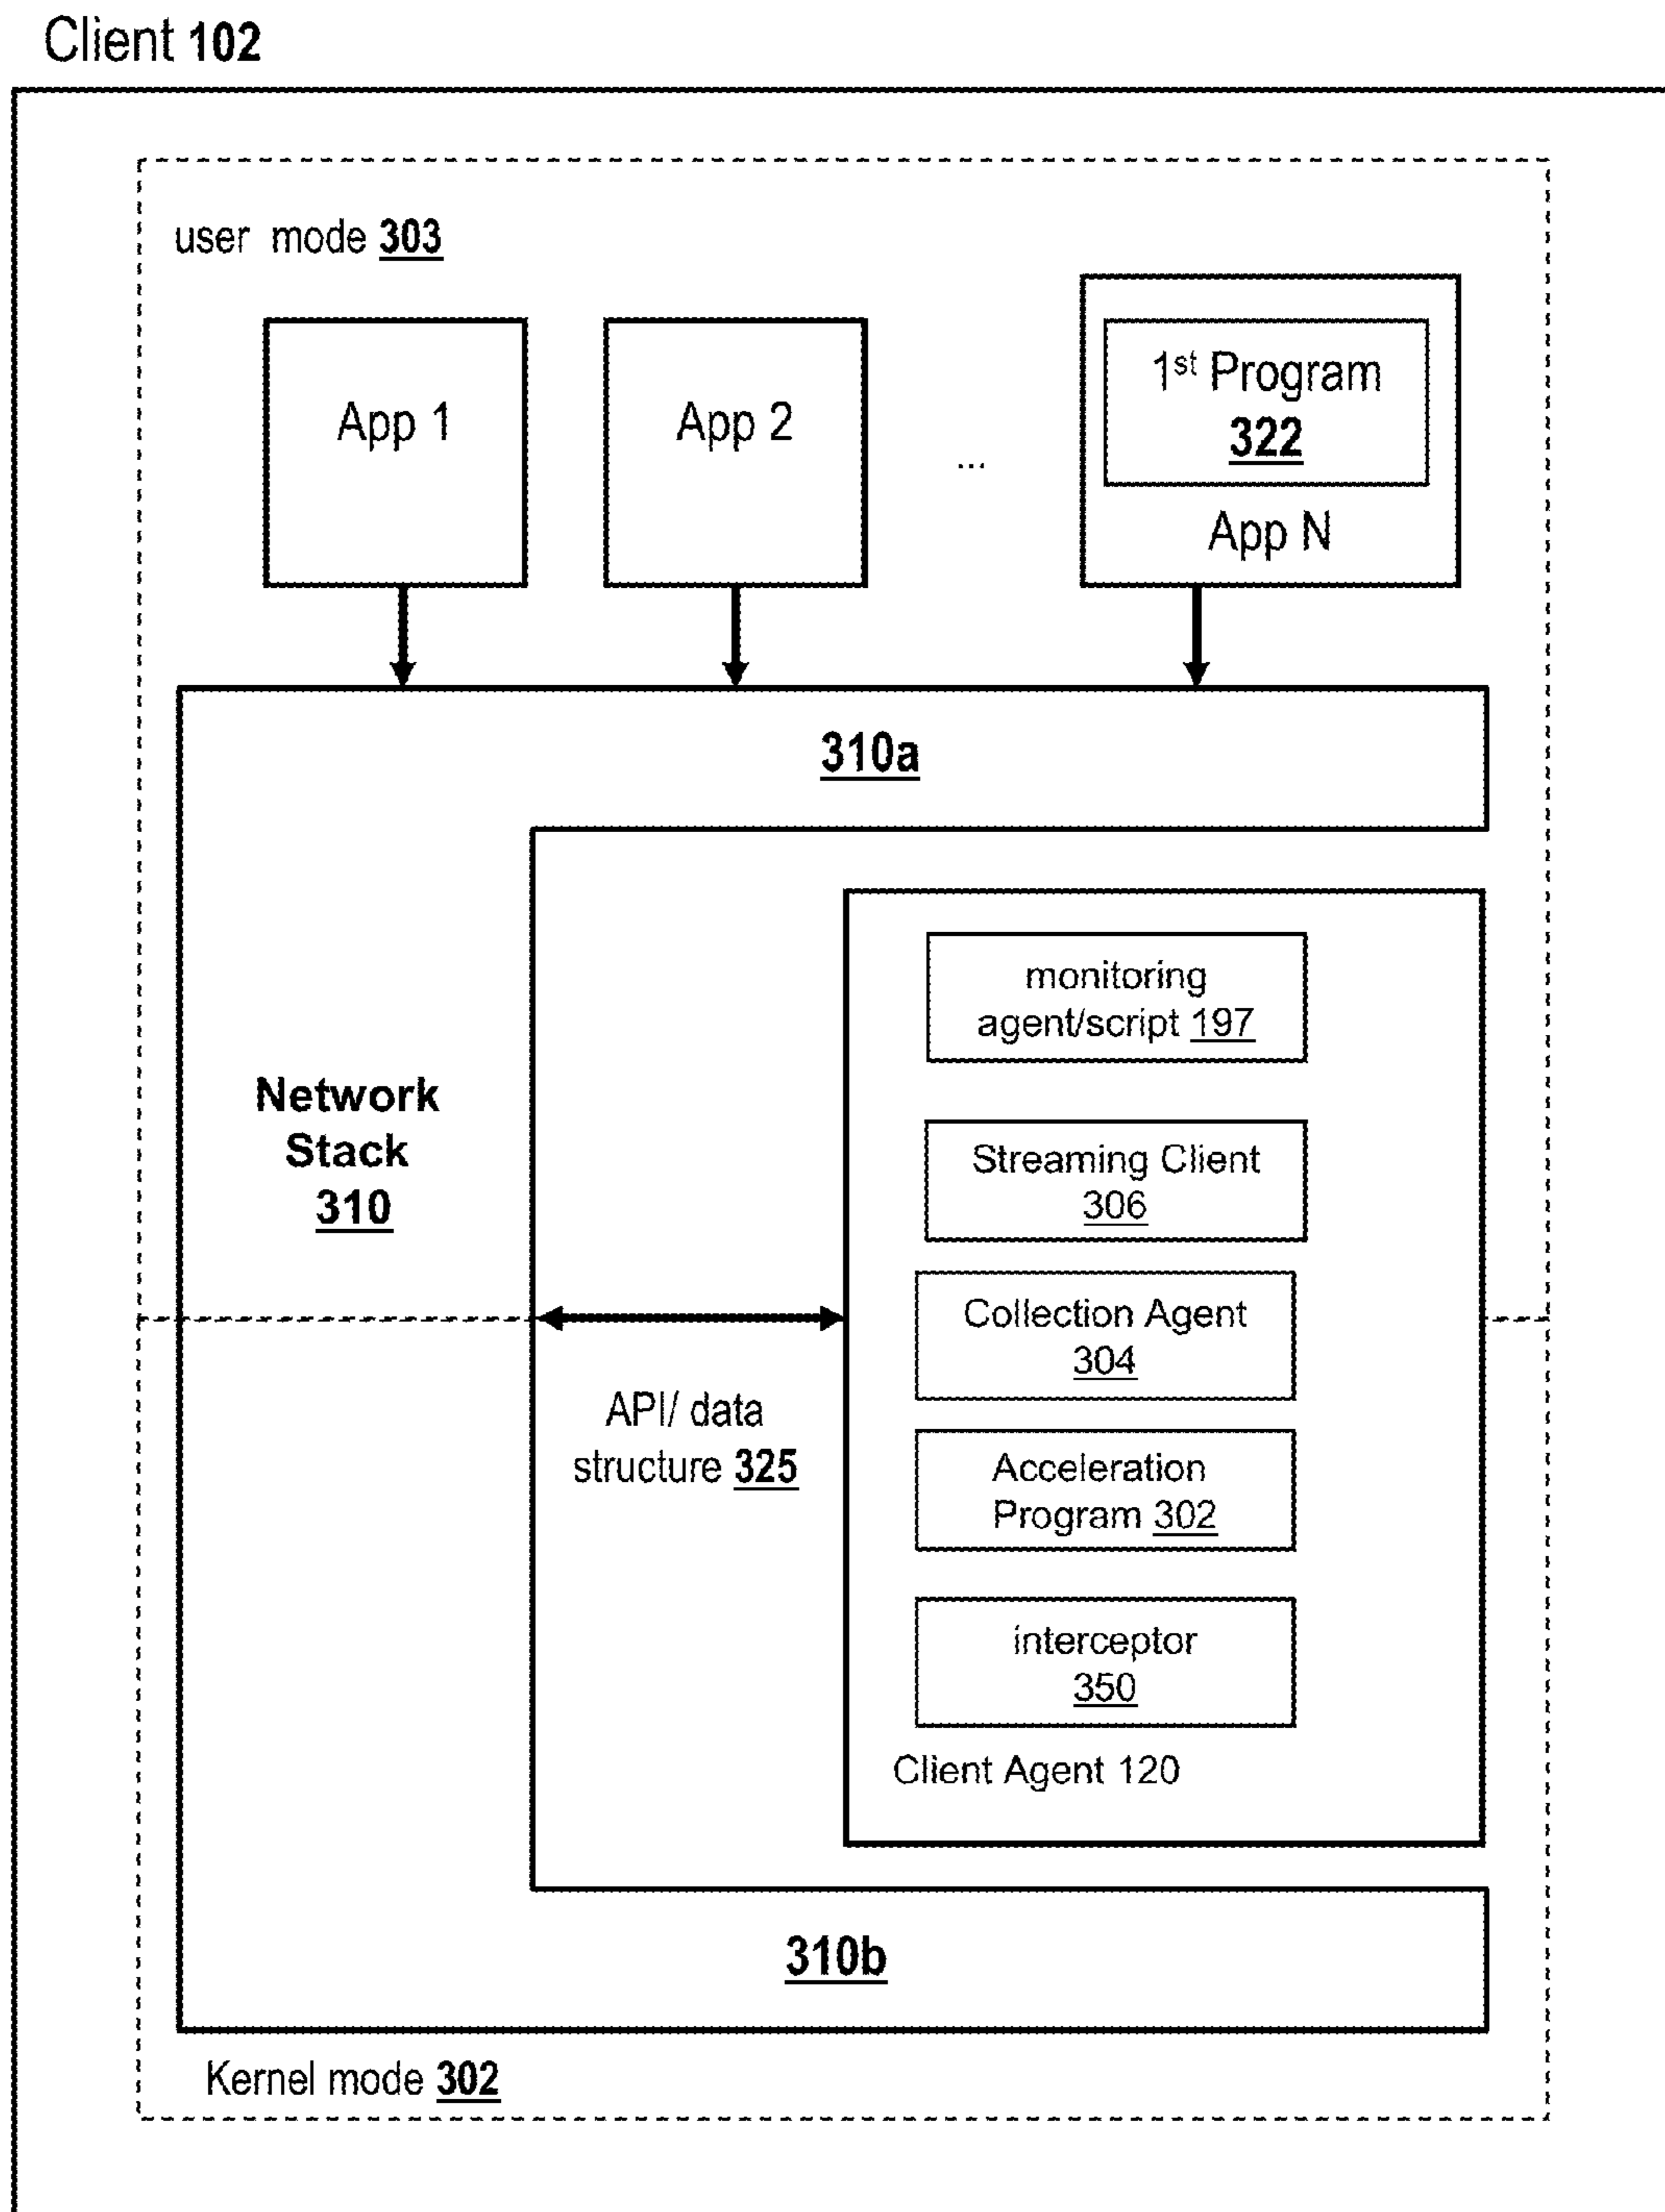 Client 102
user mode 303
App 1
App 2
...
1st Program
322
App N
310a
monitoring
agent/script 197
Network
Stack
310
Streaming Client
306
Collection Agent
304
API/ data
structure 325
Acceleration
Program 302
interceptor
350
Client Agent 120
310b
Kernel mode 302